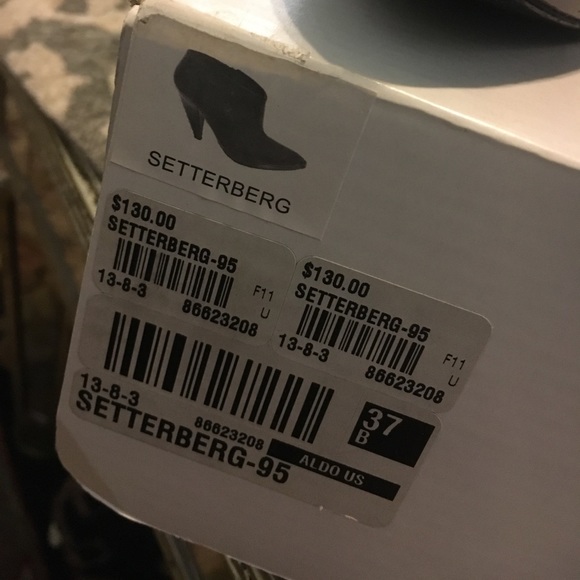 SETTERBERG
$130.00
SETTERBERG-95
13-8-3
86623208
F11
U
$130.00
SETTERBERG-95
13-8-3
86623208
F11
U
13-8-3
86623208
SETTERBERG-95
37
B
ALDO US